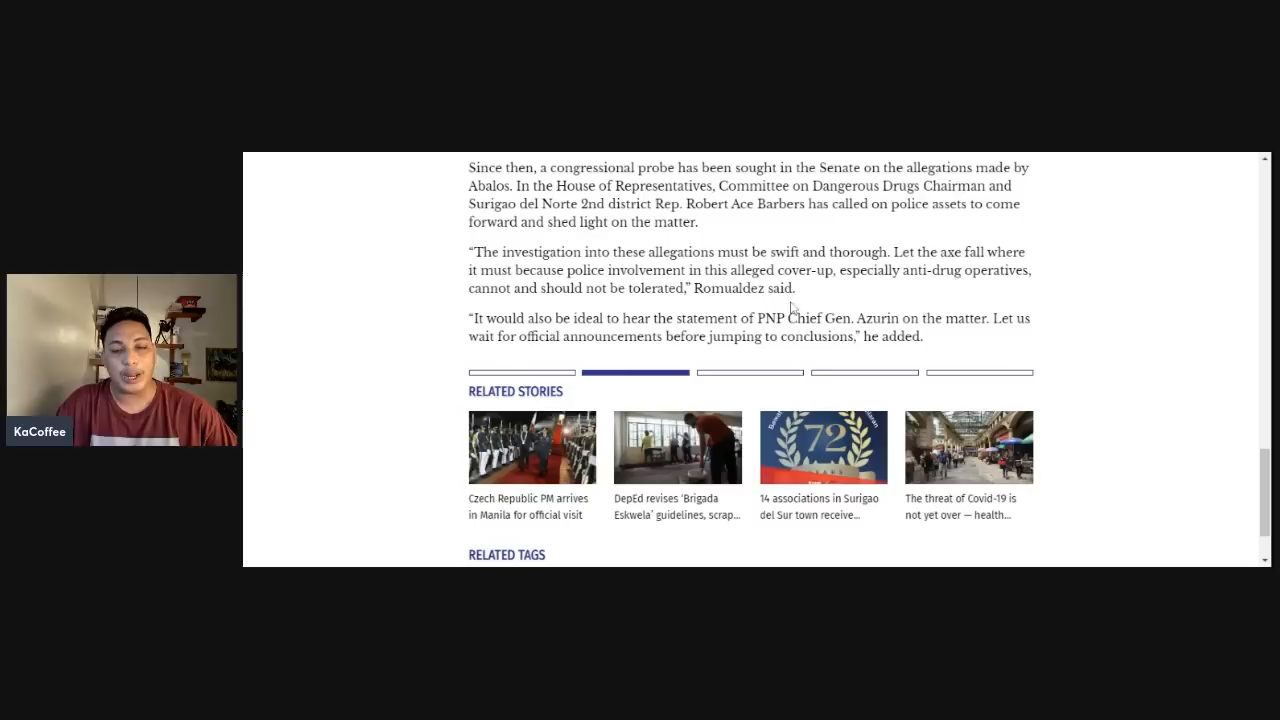 Since then, a congressional probe has been sought in the Senate on the allegations made by
Abalos. In the House of Representatives, Committee on Dangerous Drugs Chairman and
Surigao del Norte 2nd district Rep. Robert Ace Barbers has called on police assets to come
forward and shed light on the matter.
“The investigation into these allegations must be swift and thorough. Let the axe fall where
it must because police involvement in this alleged cover-up, especially anti-drug operatives,
cannot and should not be tolerated,” Romualdez said.
“It would also be ideal to hear the statement of PNP Chief Gen. Azurin on the matter. Let us
wait for official announcements before jumping to conclusions,” he added.
KaCoffee
RELATED STORIES
72
Czech Republic PM arrives
in Manila for official visit
DepEd revises ‘Brigada
Eskwela’ guidelines, scrap...
14 associations in Surigao
del Sur town receive...
The threat of Covid-19 is
not yet over — health...
RELATED TAGS